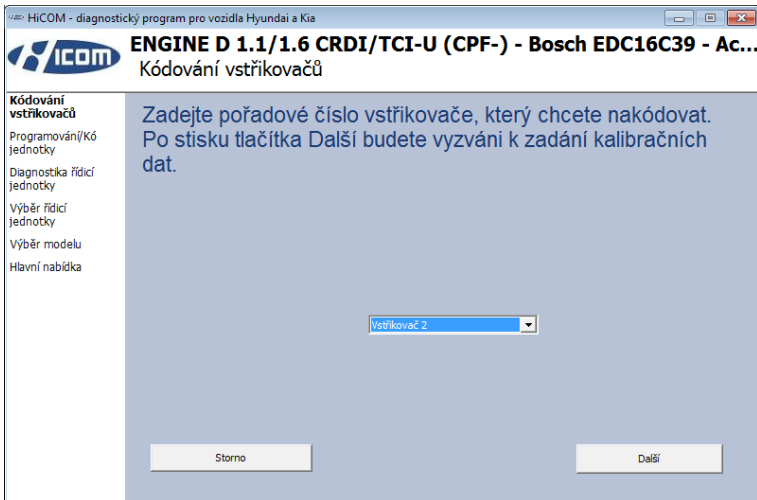 HiCOM - diagnostický program pro vozidla Hyundai a Kia
HICOM
ENGINE D 1.1/1.6 CRDI/TCI-U (CPF-) - Bosch EDC16C39 - Ac...
Kódování vstřikovačů
Kódování
vstřikovačů
Programování/Kó
jednotky
Diagnostika řídicí
jednotky
Výběr řídicí
jednotky
Výběr modelu
Hlavní nabídka
Zadejte pořadové číslo vstřikovače, který chcete nakódovat.
Po stisku tlačítka Další budete vyzváni k zadání kalibračních
dat.
Vstřikovač 2
Storno
Další